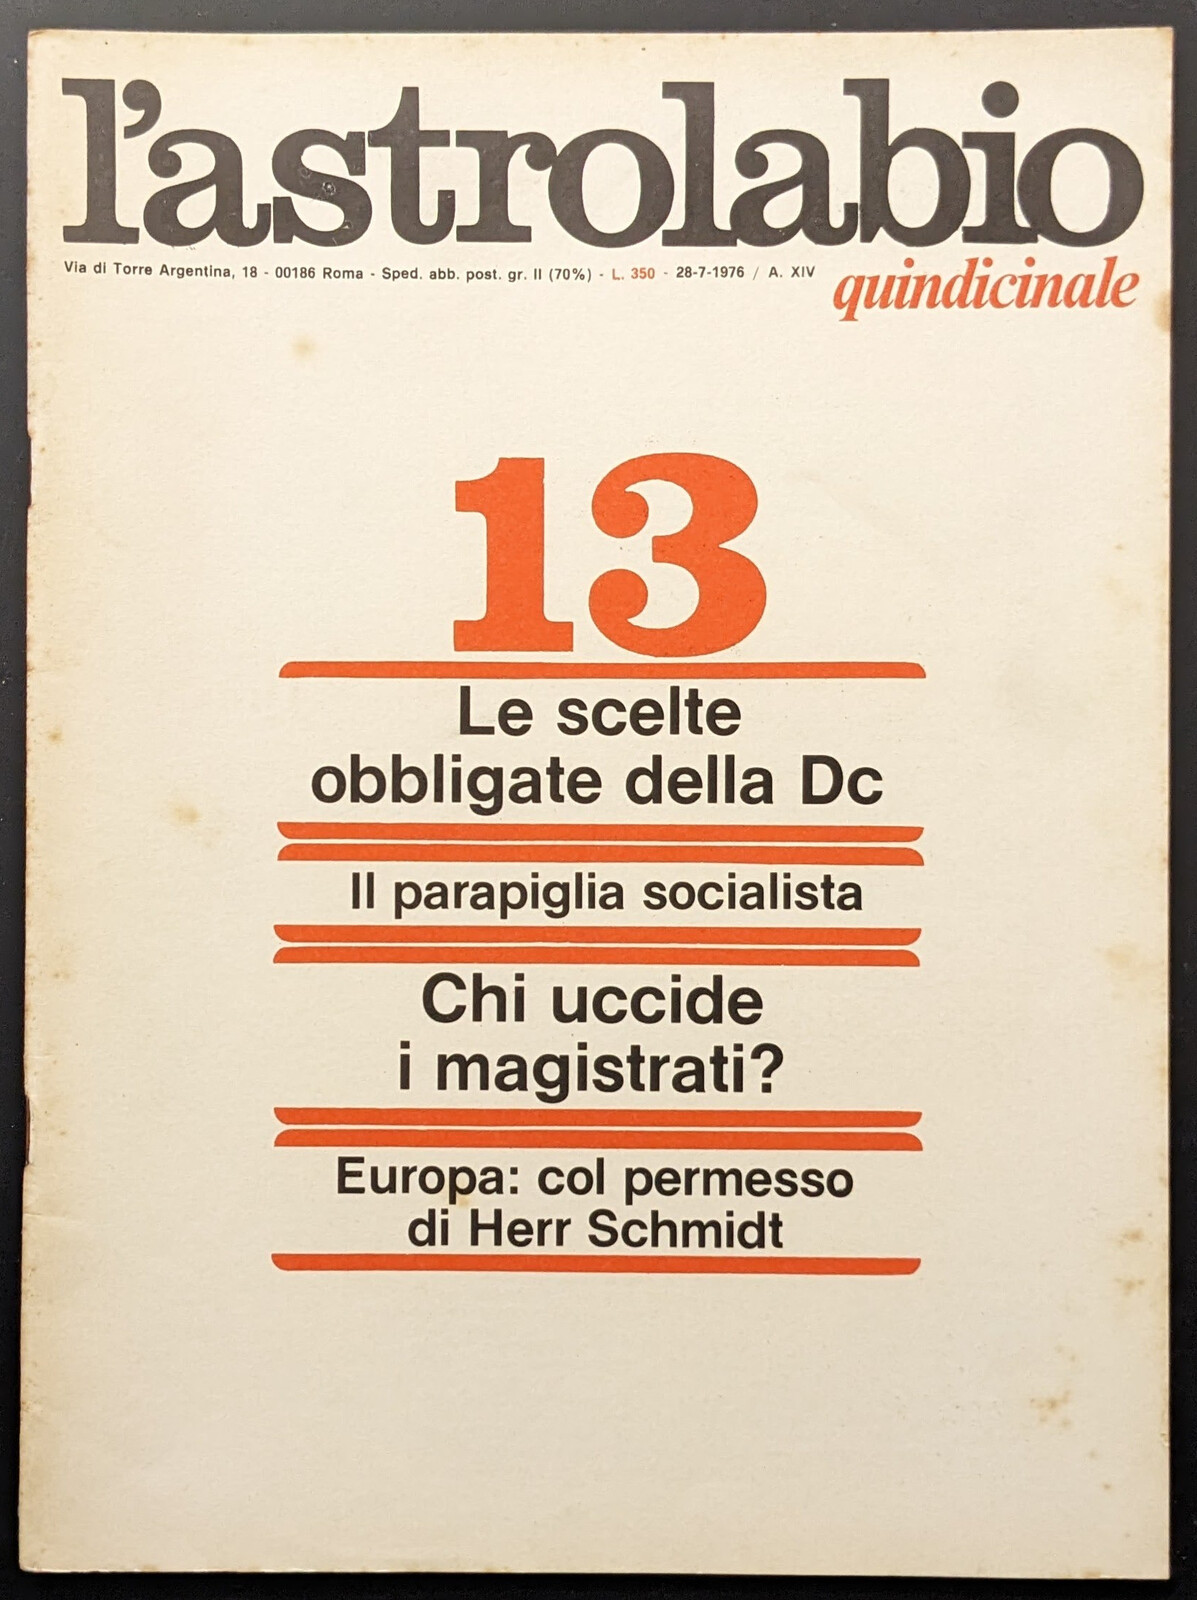 l'astrolabio
Via di Torre Argentina, 18 - 00186 Roma - Sped. abb. post. gr. II (70%) - L. 350 - 28-7-1976 / A. XIV
quindicinale
13
Le scelte
obbligate della Dc
Il parapiglia socialista
Chi uccide
i magistrati?
Europa: col permesso
di Herr Schmidt